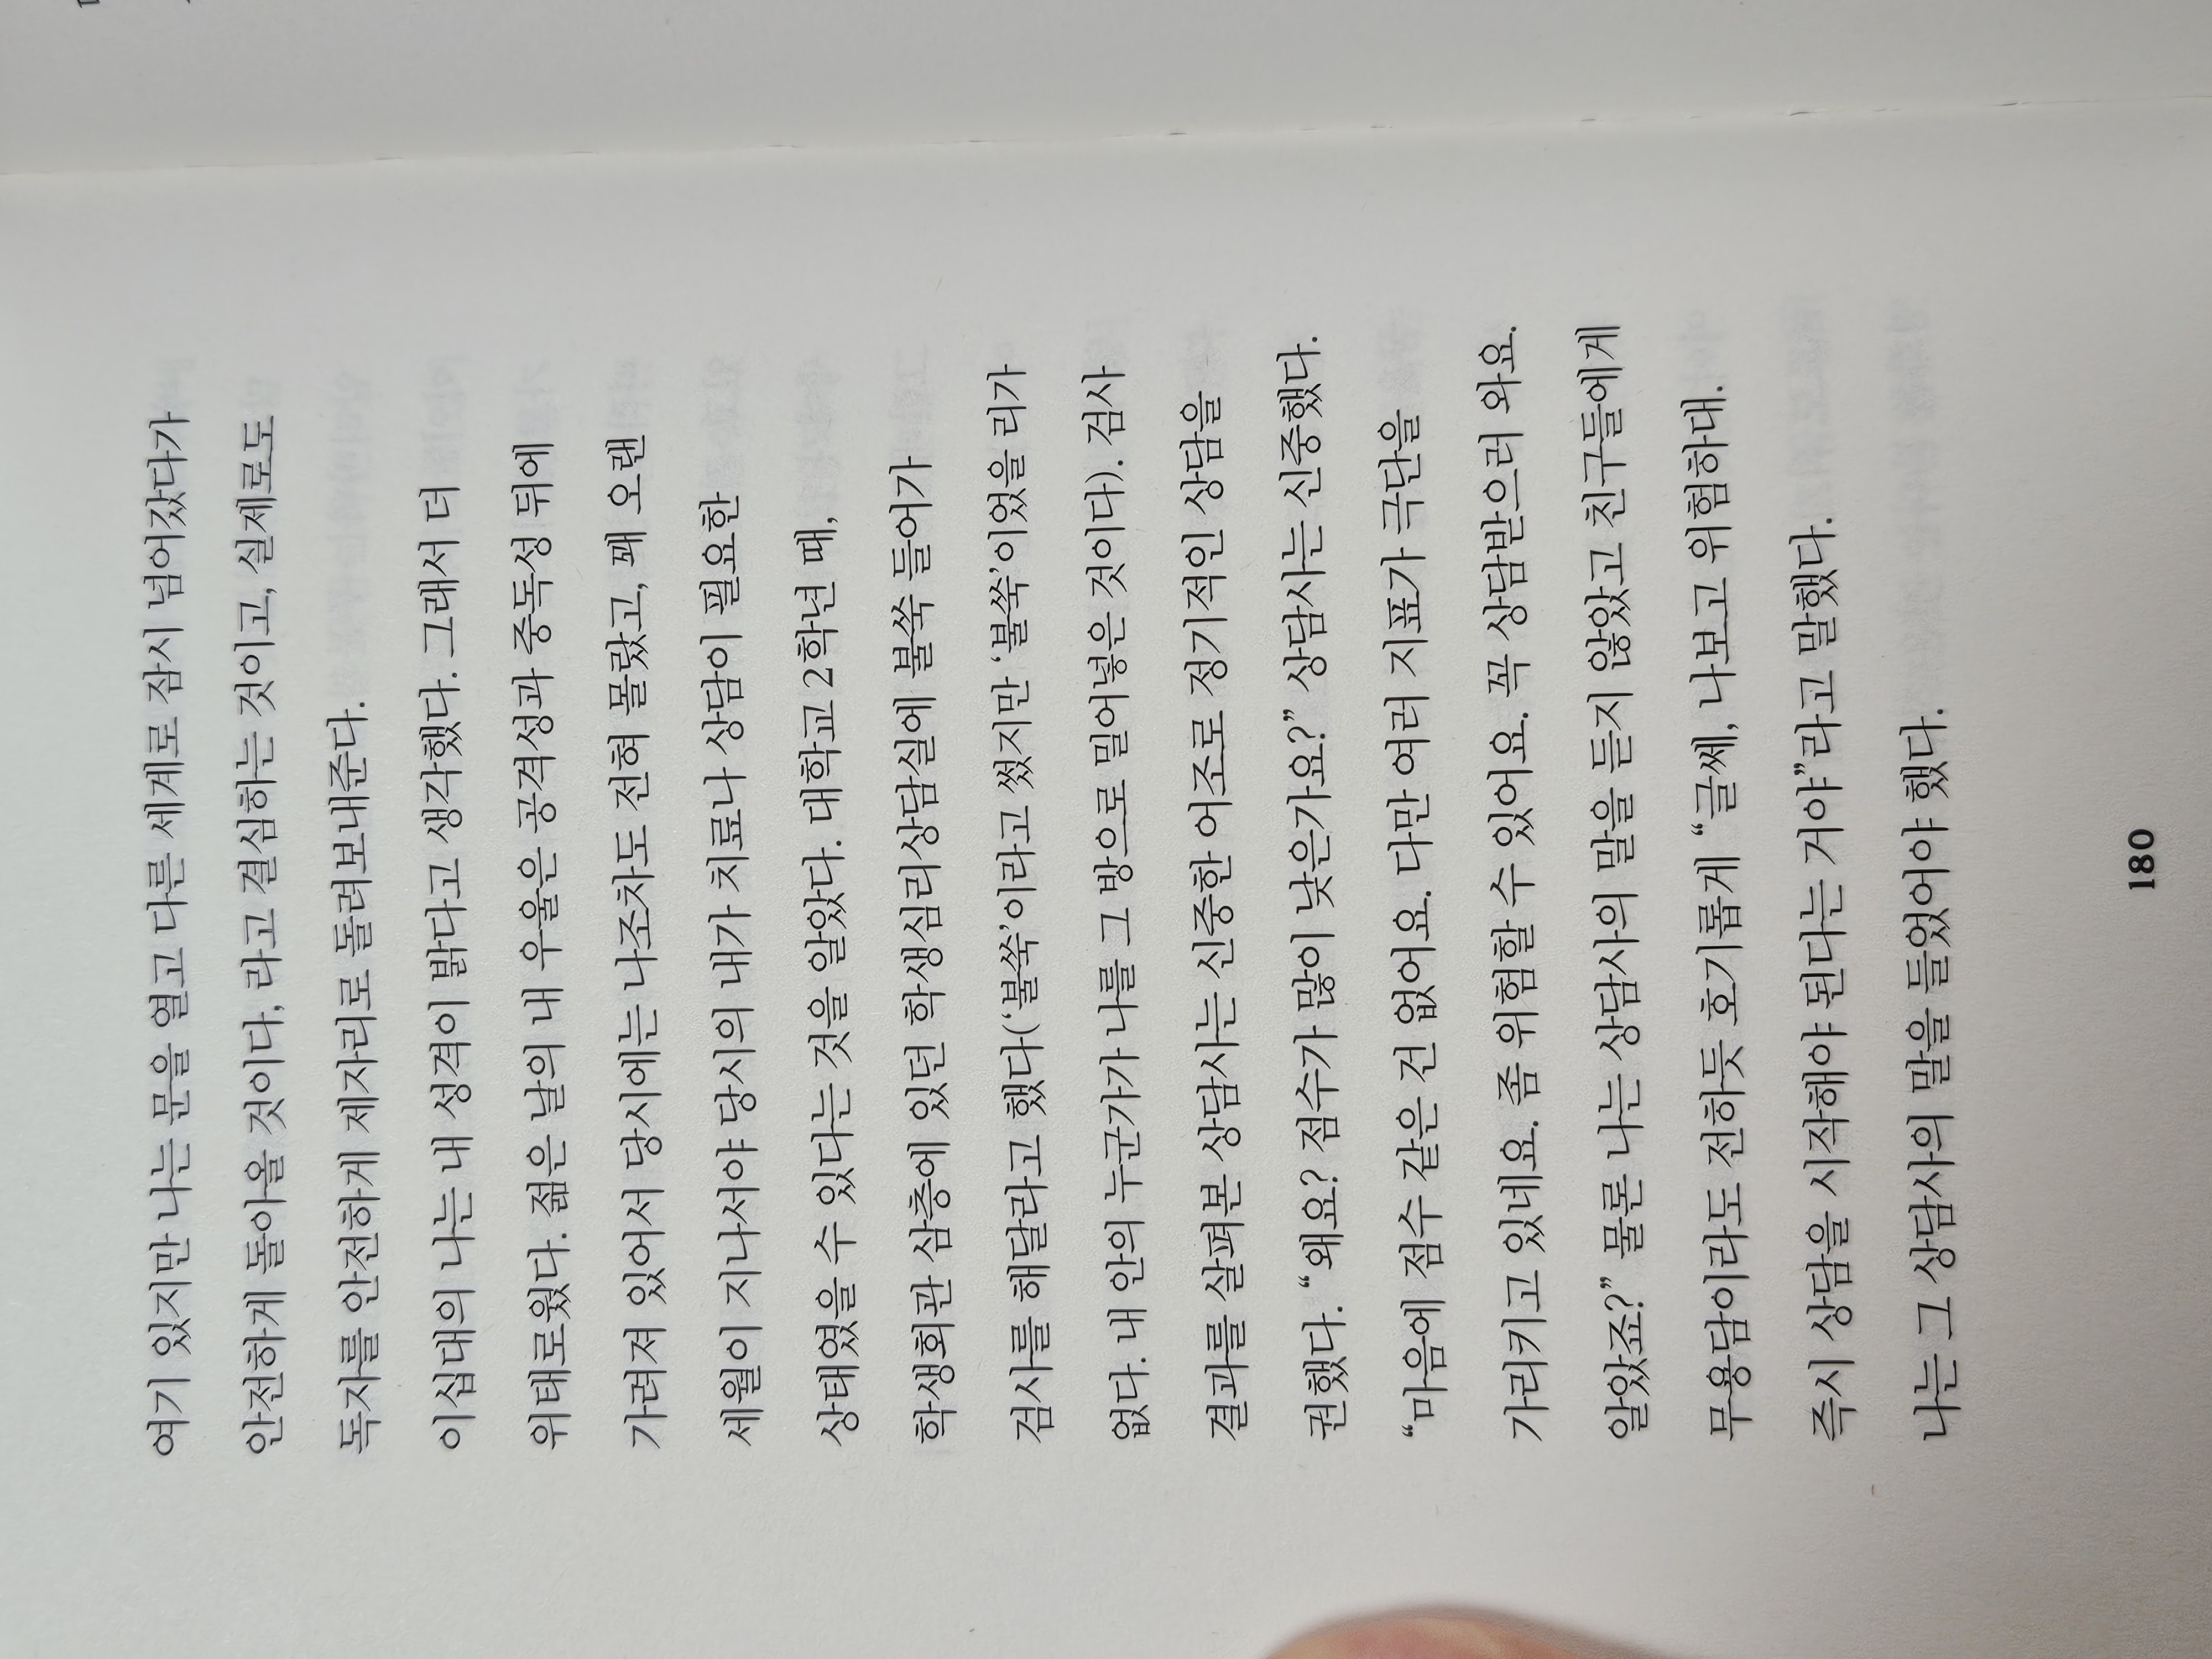 여기 있지만 나는 문을 열고 다른 세계로 잠시 넘어갔다가
안전하게 돌아올 것이다, 라고 결심하는 것이고, 실제로도
독자를 안전하게 제자리로 돌려보내준다.
이십대의 나는 내 성격이 밝다고 생각했다. 그래서 더
위태로웠다. 젊은 날의 내 우울은 공격성과 중독성 뒤에
가려져 있어서 당시에는 나조차도 전혀 몰랐고, 꽤 오랜
세월이 지나서야 당시의 내가 치료나 상담이 필요한
상태였을 수 있다는 것을 알았다. 대학교 2학년 때,
학생회관 삼층에 있던 학생심리상담실에 불쑥 들어가
검사를 해달라고 했다(‘불쑥’이라고 썼지만 ‘불쑥’이었을 리가
없다. 내 안의 누군가가 나를 그 방으로 밀어넣은 것이다). 검사
결과를 살펴본 상담사는 신중한 어조로 정기적인 상담을
권했다. “왜요? 점수가 많이 낮은가요?” 상담사는 신중했다.
“마음에 점수 같은 건 없어요. 다만 여러 지표가 극단을
가리키고 있네요. 좀 위험할 수 있어요. 꼭 상담받으러 와요.
알았죠?” 물론 나는 상담사의 말을 듣지 않았고 친구들에게
무용담이라도 전하듯 호기롭게 “글쎄, 나보고 위험하대.
즉시 상담을 시작해야 된다는 거야”라고 말했다.
나는 그 상담사의 말을 들었어야 했다.
180